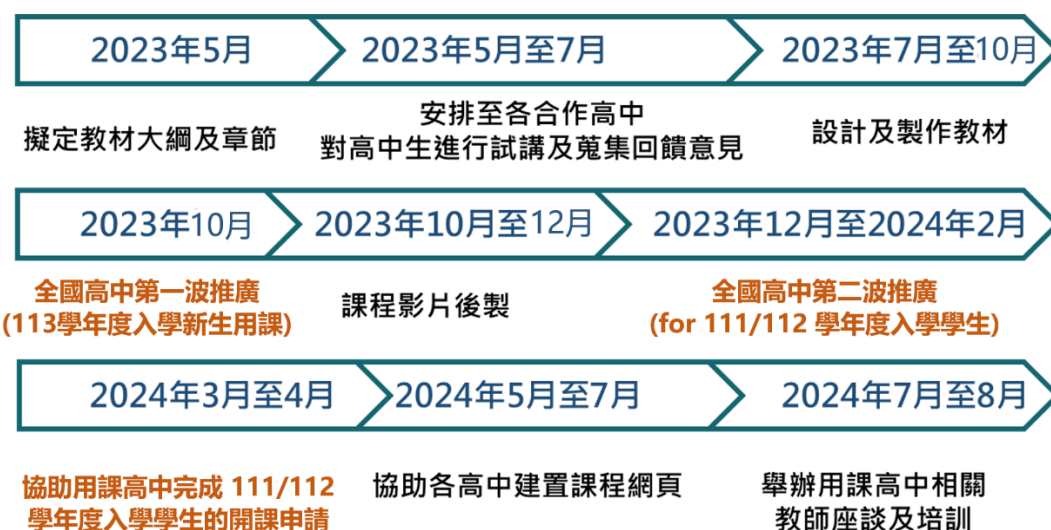 2023年5月
2023年5月至7月
2023年7月至10月
擬定教材大綱及章節
安排至各合作高中
對高中生進行試講及蒐集回饋意見
設計及製作教材
2023年10月
2023年10月至12月
2023年12月至2024年2月
全國高中第一波推廣
(113學年度入學新生用課)
課程影片後製
全國高中第二波推廣
(for 111/112 學年度入學學生)
2024年3月至4月
2024年5月至7月
2024年7月至8月
協助用課高中完成 111/112
學年度入學學生的開課申請
協助各高中建置課程網頁
舉辦用課高中相關
教師座談及培訓